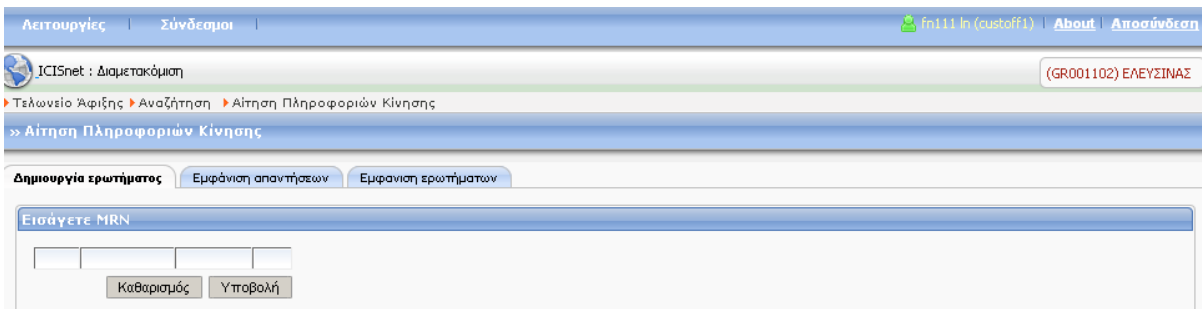 Λειτουργίες | Σύνδεσμοι | fn111 ln (custoff1) | About | Αποσύνδεση
ICISnet : Διαμετακόμιση (GR001102) ΕΛΕΥΣΙΝΑΣ
Τελωνείο Άφιξης Αναζήτηση Αίτηση Πληροφοριών Κίνησης
» Αίτηση Πληροφοριών Κίνησης
Δημιουργία ερωτήματος Εμφάνιση απαντήσεων Εμφανιση ερωτήματων
Εισάγετε MRN
Καθαρισμός Υποβολή